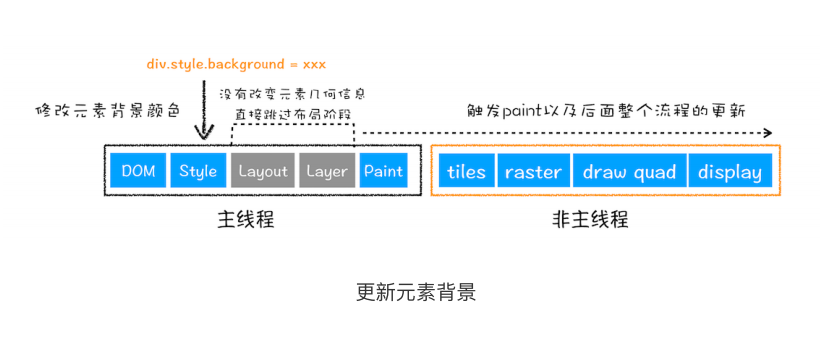 div.style.background = xxx
修改元素背景颜色
没有改变元素几何信息
直接跳过布局阶段
触发paint以及后面整个流程的更新
DOM Style Layout Layer Paint tiles raster draw quad display
主线程 非主线程
更新元素背景